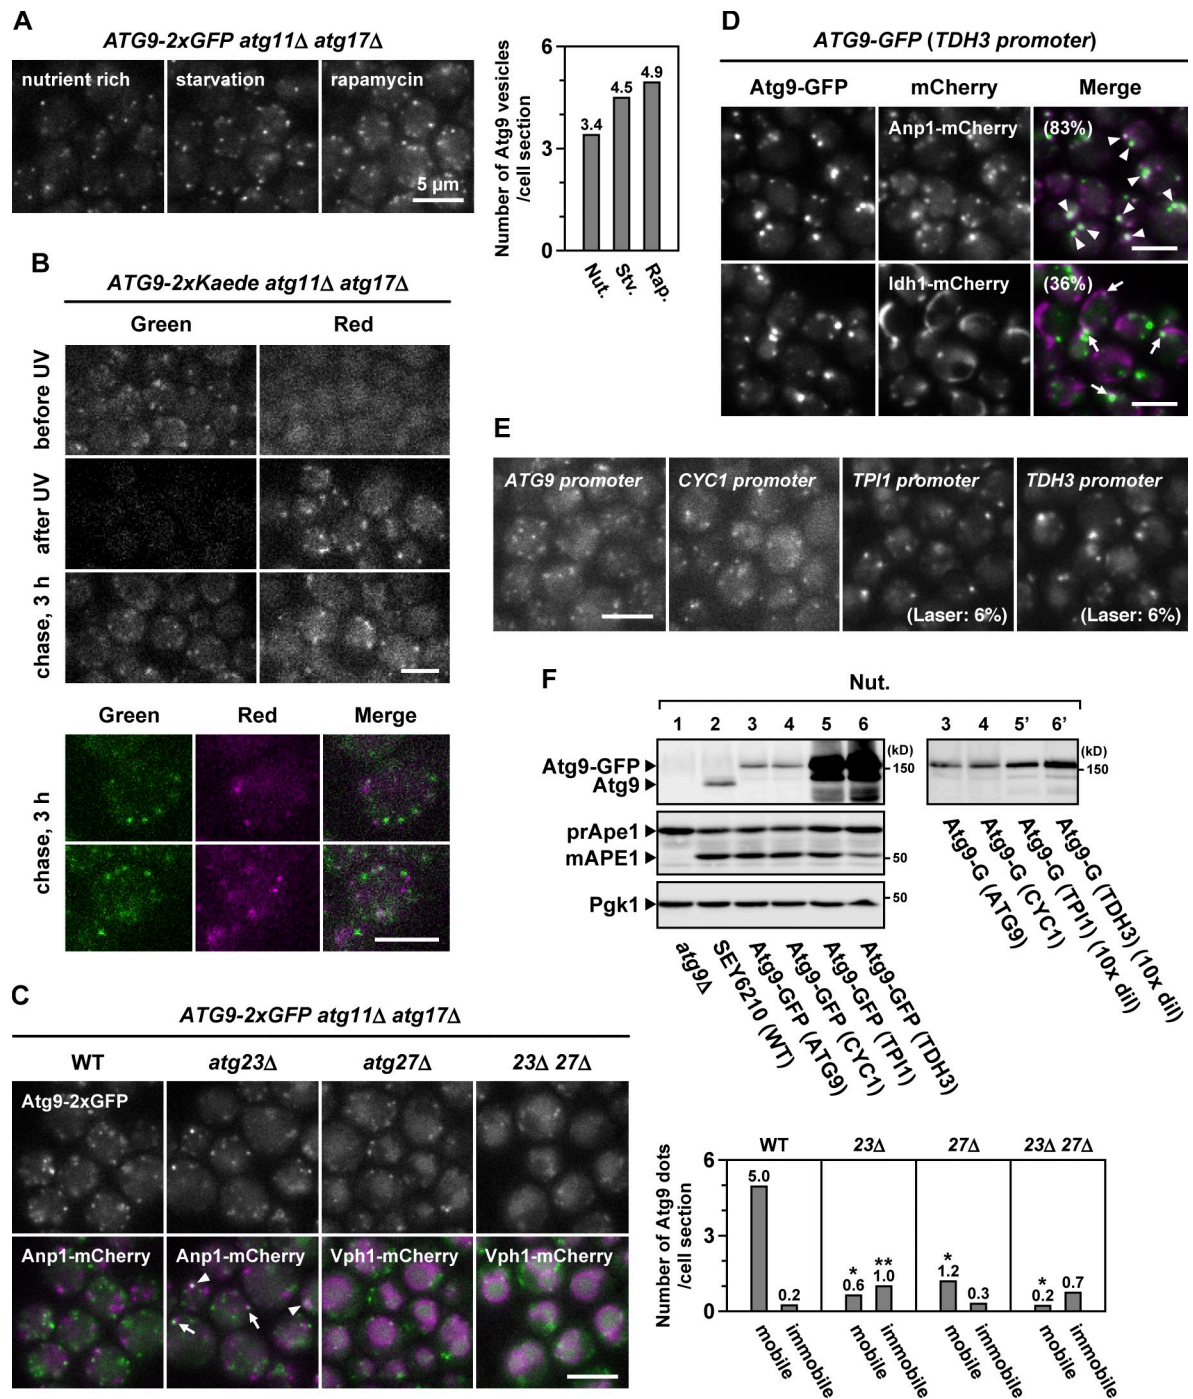 A
ATG9-2xGFP atg11Δ atg17Δ
nutrient rich
starvation
rapamycin
5 μm
Number of Atg9 vesicles
/cell section
6
3
0
3.4
4.5
4.9
Nut.
Stv.
Rap.
B
ATG9-2xKaede atg11Δ atg17Δ
Green
Red
before UV
after UV
chase, 3 h
Green
Red
Merge
chase, 3 h
C
ATG9-2xGFP atg11Δ atg17Δ
WT
atg23Δ
atg27Δ
23Δ 27Δ
Atg9-2xGFP
Anp1-mCherry
Anp1-mCherry
Vph1-mCherry
Vph1-mCherry
Number of Atg9 dots
/cell section
6
3
0
WT
23Δ
27Δ
23Δ 27Δ
5.0
0.2
*
0.6
**
1.0
*
1.2
0.3
*
0.2
0.7
mobile
immobile
mobile
immobile
mobile
immobile
mobile
immobile
D
ATG9-GFP (TDH3 promoter)
Atg9-GFP
mCherry
Merge
Anp1-mCherry
(83%)
Idh1-mCherry
(36%)
E
ATG9 promoter
CYC1 promoter
TPI1 promoter
TDH3 promoter
(Laser: 6%)
(Laser: 6%)
F
Nut.
1 2 3 4 5 6
3 4 5’ 6’
(kD)
150
(kD)
150
Atg9-GFP
Atg9
prApe1
mAPE1
50
Pgk1
50
atg9Δ
SEY6210 (WT)
Atg9-GFP (ATG9)
Atg9-GFP (CYC1)
Atg9-GFP (TPI1)
Atg9-GFP (TDH3)
Atg9-G (ATG9)
Atg9-G (CYC1)
Atg9-G (TPI1) (10x dil)
Atg9-G (TDH3) (10x dil)